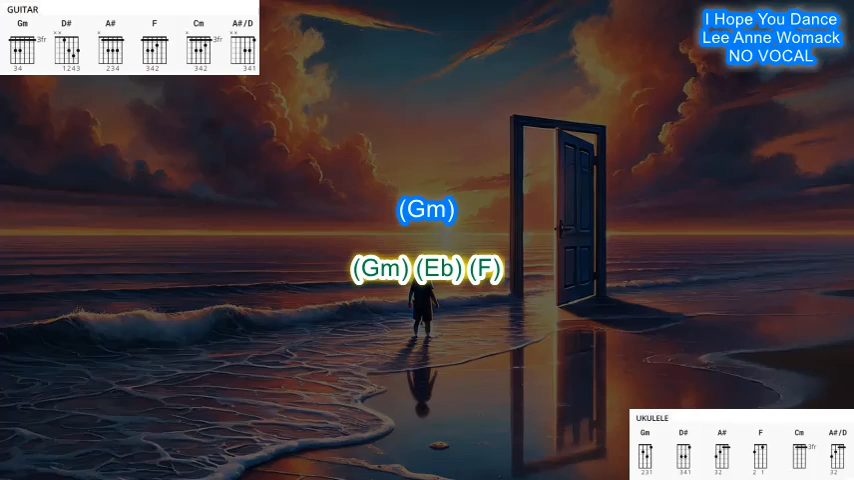 GUITAR
Gm D# A# F Cm A#/D
3fr 3fr
34 1243 234 342 342 341
I Hope You Dance
Lee Anne Womack
NO VOCAL
(Gm)
(Gm) (Eb) (F)
UKULELE
Gm D# A# F Cm A#/D
3fr
231 341 32 2 1 32